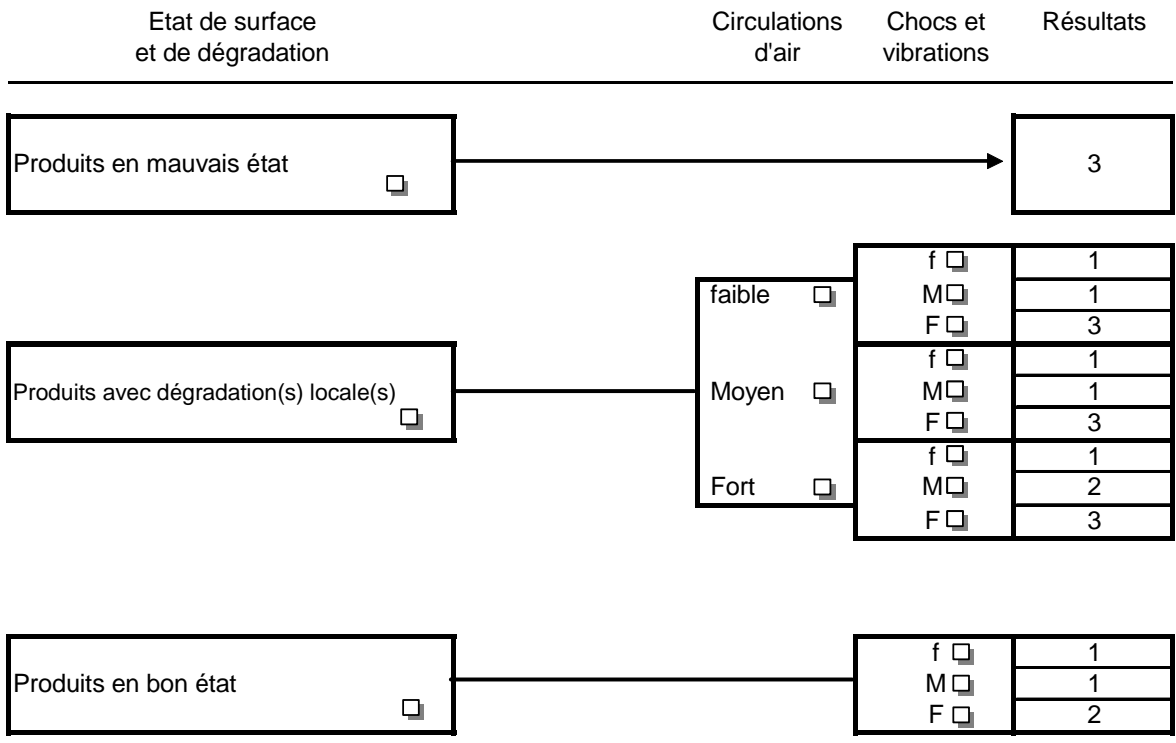 Etat de surface
et de dégradation
Circulations
d'air
Chocs et
vibrations
Résultats
Produits en mauvais état
3
Produits avec dégradation(s) locale(s)
faible
f 1
M 1
F 3
Moyen
f 1
M 1
F 3
Fort
f 1
M 2
F 3
Produits en bon état
f 1
M 1
F 2